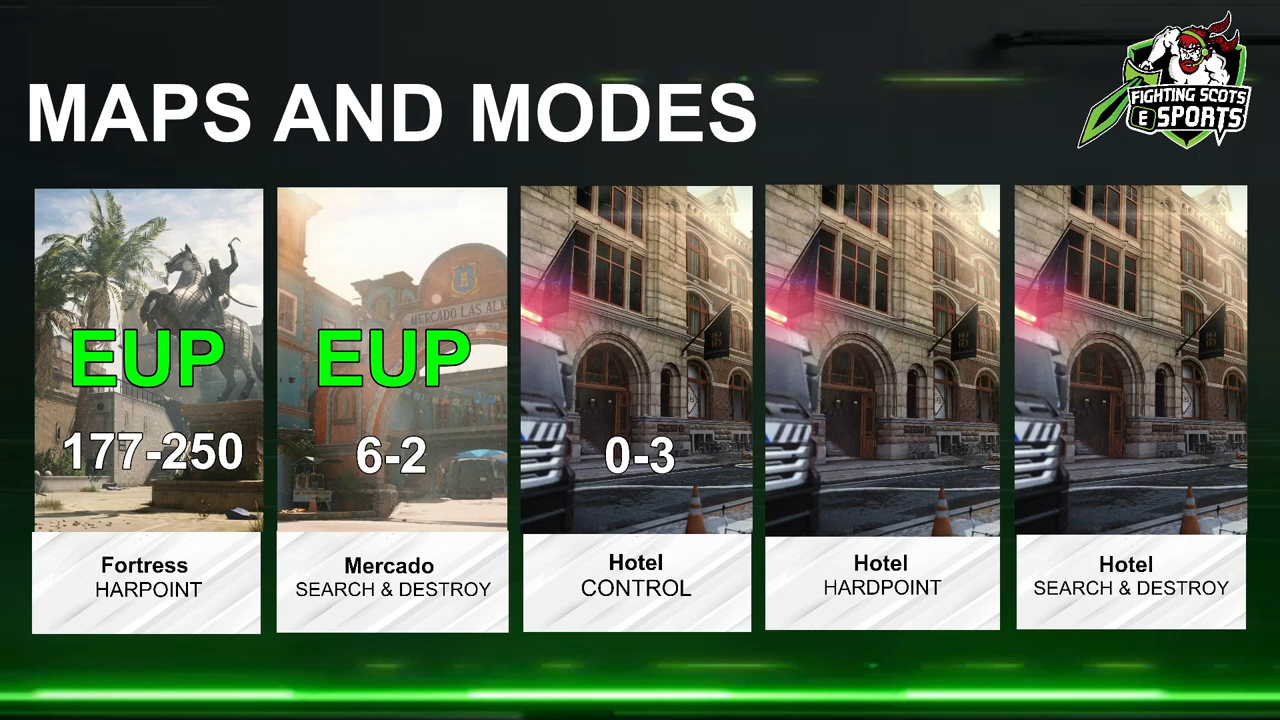 MAPS AND MODES
FIGHTING SCOTS
E SPORTS
EUP
177-250
Fortress
HARPOINT
MERCADO LAS ALM
EUP
6-2
Mercado
SEARCH & DESTROY
0-3
Hotel
CONTROL
Hotel
HARDPOINT
Hotel
SEARCH & DESTROY